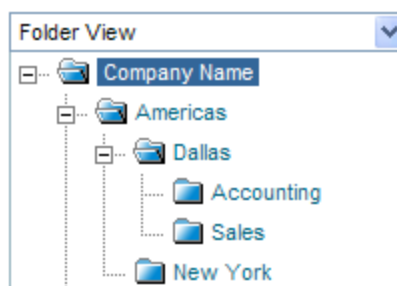 Folder View
Company Name
Americas
Dallas
Accounting
Sales
New York